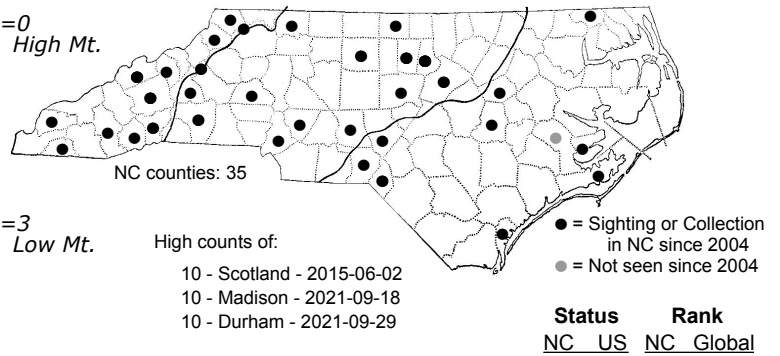 =0
High Mt.
NC counties: 35
=3
Low Mt.
High counts of:
10 - Scotland - 2015-06-02
10 - Madison - 2021-09-18
10 - Durham - 2021-09-29
= Sighting or Collection
in NC since 2004
= Not seen since 2004
Status Rank
NC US NC Global